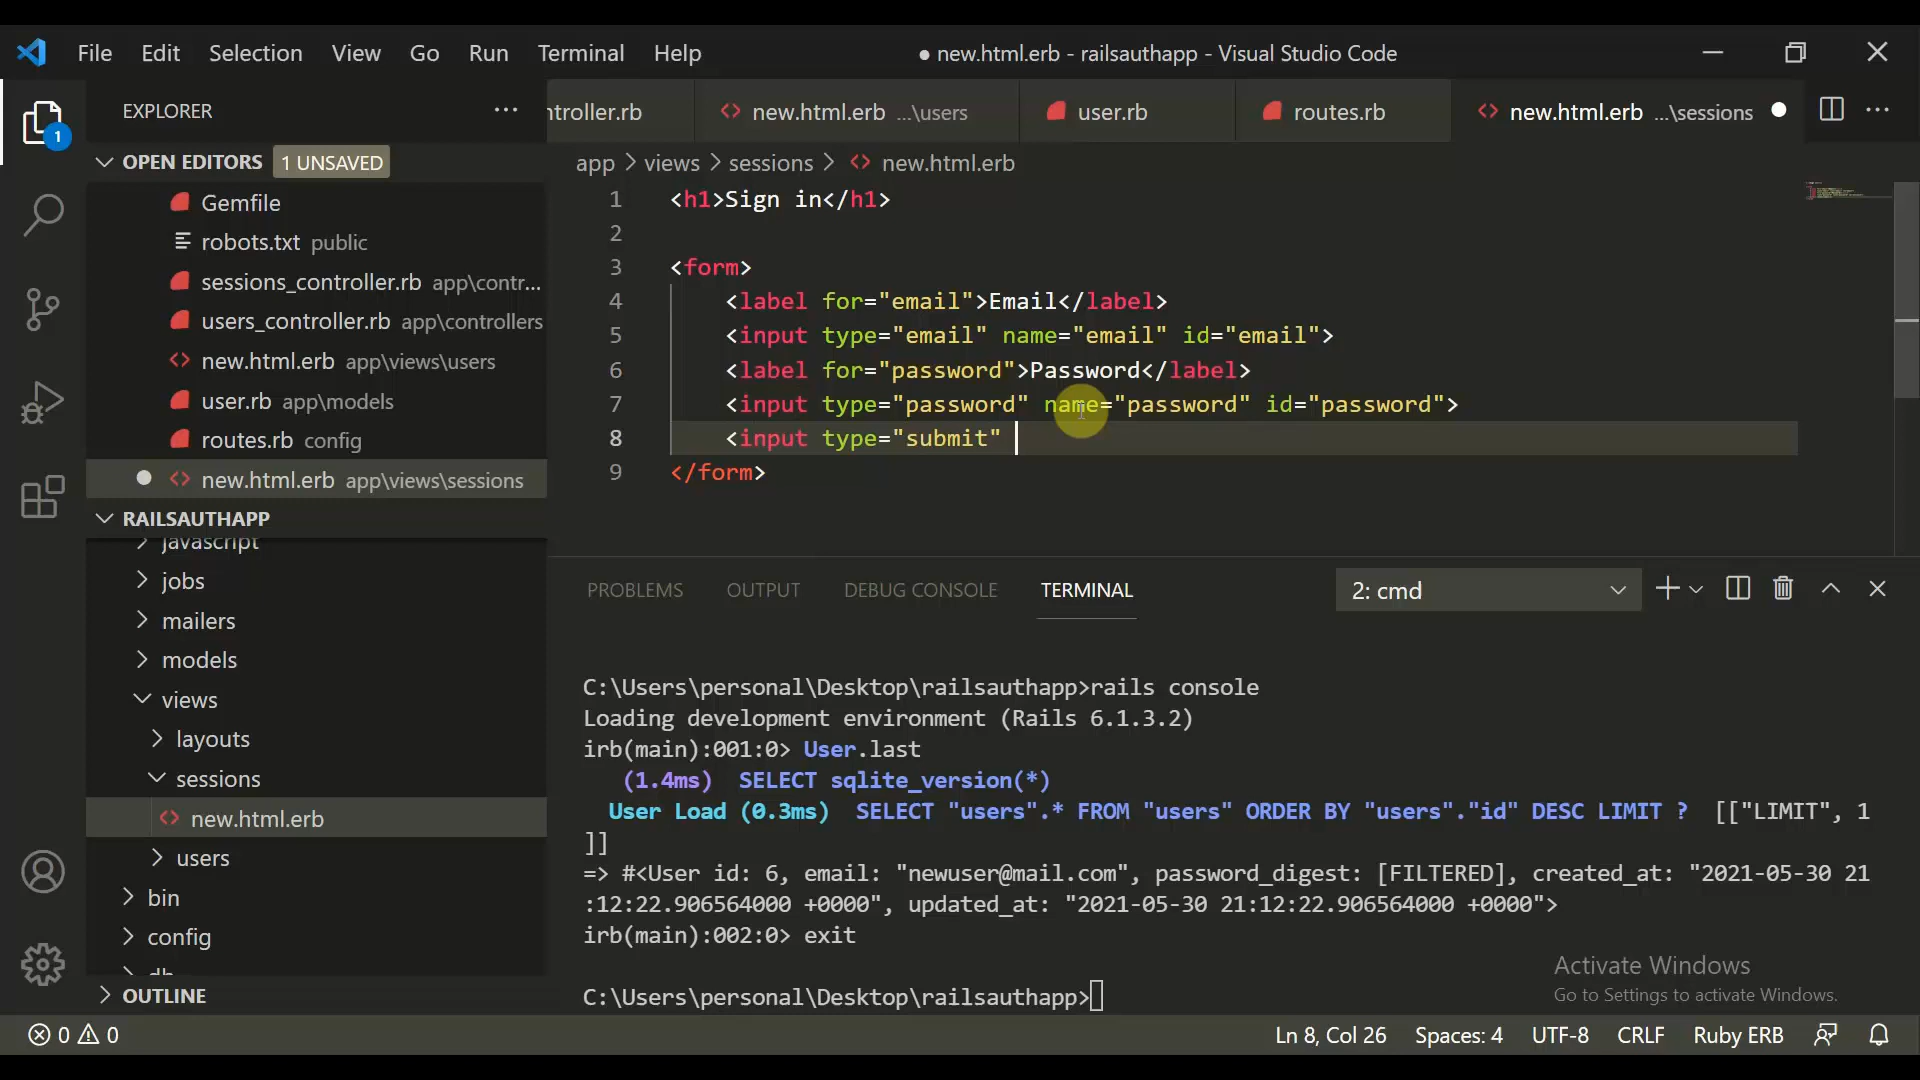 File Edit Selection View Go Run Terminal Help
● new.html.erb - railsauthapp - Visual Studio Code
EXPLORER
1
ntroller.rb
new.html.erb ...\users
user.rb
routes.rb
new.html.erb ...\sessions
OPEN EDITORS 1 UNSAVED
app > views > sessions > new.html.erb
Gemfile
robots.txt public
sessions_controller.rb app\contr...
users_controller.rb app\controllers
new.html.erb app\views\users
user.rb app\models
routes.rb config
new.html.erb app\views\sessions
RAILSAUTHAPP
javascript
jobs
mailers
models
views
layouts
sessions
new.html.erb
users
bin
config
db
OUTLINE
1 <h1>Sign in</h1>
2
3 <form>
4 <label for="email">Email</label>
5 <input type="email" name="email" id="email">
6 <label for="password">Password</label>
7 <input type="password" name="password" id="password">
8 <input type="submit"
9 </form>
PROBLEMS OUTPUT DEBUG CONSOLE TERMINAL
2: cmd
C:\Users\personal\Desktop\railsauthapp>rails console
Loading development environment (Rails 6.1.3.2)
irb(main):001:0> User.last
(1.4ms) SELECT sqlite_version(*)
User Load (0.3ms) SELECT "users".* FROM "users" ORDER BY "users"."id" DESC LIMIT ? [["LIMIT", 1
]]
=> #<User id: 6, email: "newuser@mail.com", password_digest: [FILTERED], created_at: "2021-05-30 21
:12:22.906564000 +0000", updated_at: "2021-05-30 21:12:22.906564000 +0000">
irb(main):002:0> exit
C:\Users\personal\Desktop\railsauthapp>
Activate Windows
Go to Settings to activate Windows.
0 0
Ln 8, Col 26 Spaces: 4 UTF-8 CRLF Ruby ERB